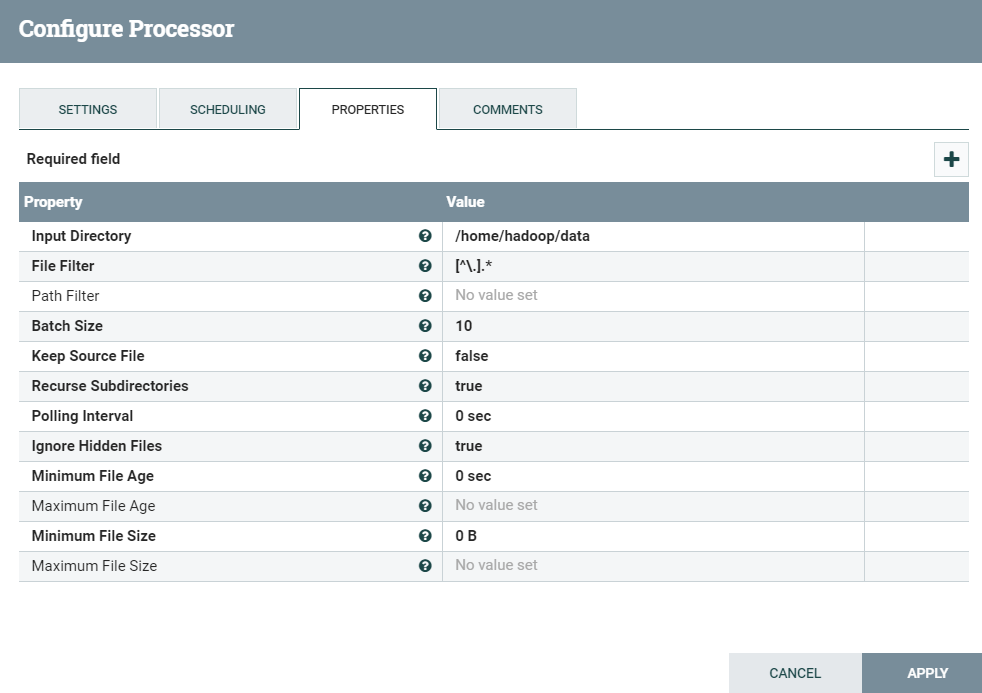 Configure Processor
SETTINGS SCHEDULING PROPERTIES COMMENTS
Required field
Property Value
Input Directory /home/hadoop/data
File Filter [^\.].*
Path Filter No value set
Batch Size 10
Keep Source File false
Recurse Subdirectories true
Polling Interval 0 sec
Ignore Hidden Files true
Minimum File Age 0 sec
Maximum File Age No value set
Minimum File Size 0 B
Maximum File Size No value set
CANCEL APPLY